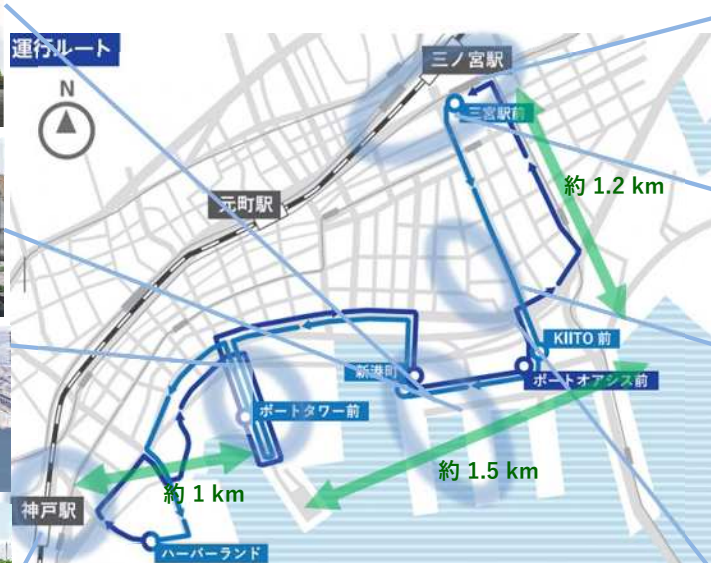 運行ルート
三ノ宮駅
N
三宮駅前
約 1.2 km
元町駅
KIITO 前
新港町
ポートオアシス前
ポートタワー前
約 1.5 km
約 1 km
神戸駅
ハーバーランド